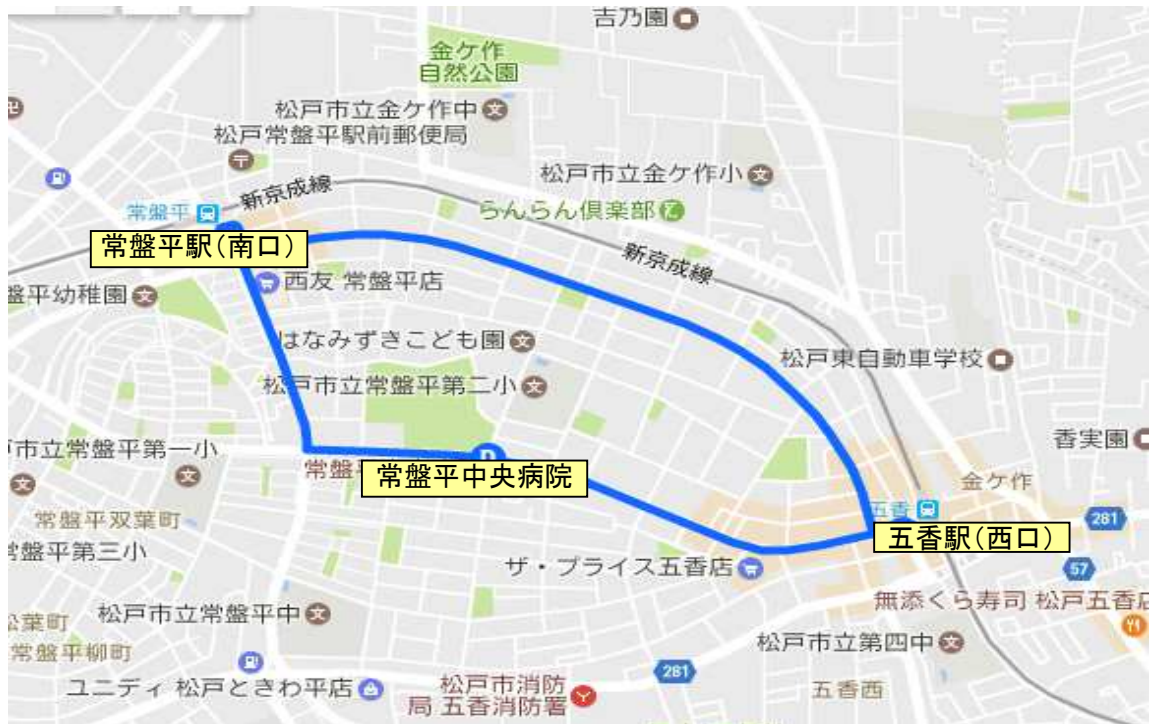 吉乃園
金ケ作
自然公園
松戸市立金ケ作中
松戸常盤平駅前郵便局
松戸市立金ケ作小
新京成線
常盤平
らんらん倶楽部
常盤平駅(南口)
新京成線
西友 常盤平店
盤平幼稚園
はなみずきこども園
松戸東自動車学校
松戸市立常盤平第二小
香実園
市立常盤平第一小
常盤平中央病院
金ケ作
五香
常盤平双葉町
281
五香駅(西口)
常盤平第三小
ザ・プライス五香店
57
無添くら寿司 松戸五香店
松戸市立常盤平中
葉町
松戸市立第四中
常盤平柳町
281
ユニディ 松戸ときわ平店
松戸市消防
局 五香消防署
五香西